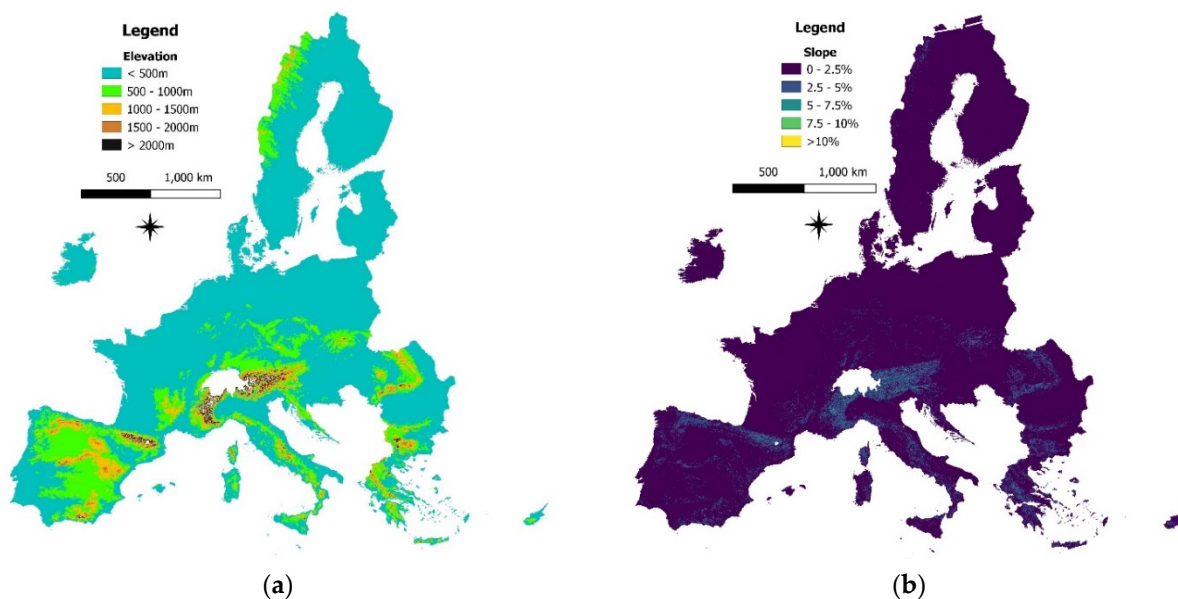 Legend
Elevation
< 500m
500 - 1000m
1000 - 1500m
1500 - 2000m
> 2000m
500 1,000 km
(a)
Legend
Slope
0 - 2.5%
2.5 - 5%
5 - 7.5%
7.5 - 10%
>10%
500 1,000 km
(b)